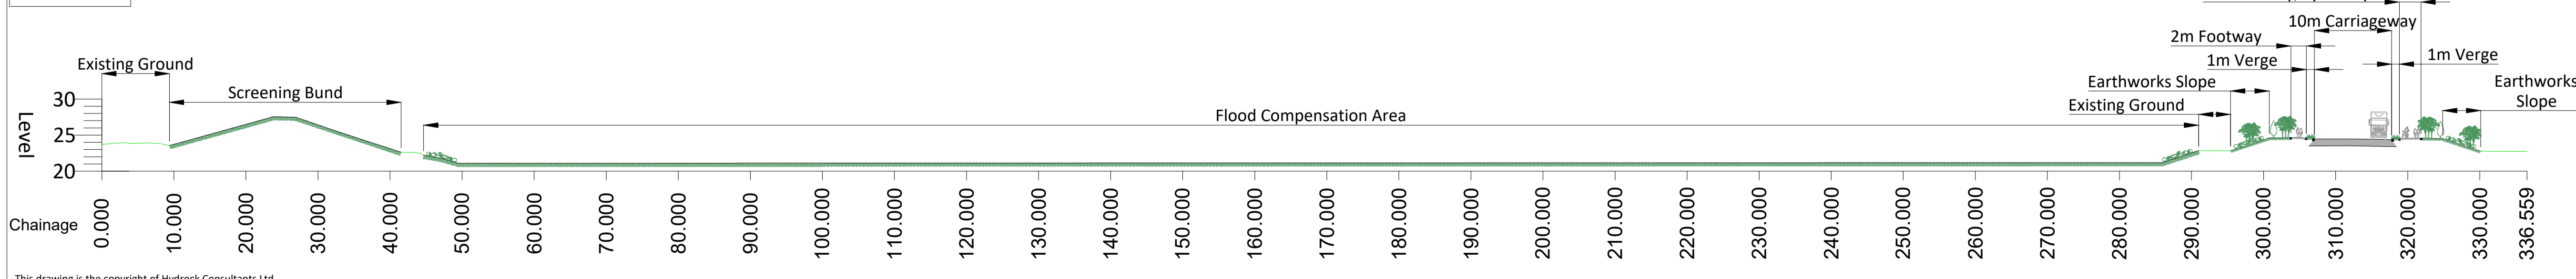 10m Carriageway
2m Footway
Existing Ground
1m Verge
1m Verge
Earthworks Slope
Earthworks
Slope
Screening Bund
Existing Ground
Flood Compensation Area
Level
30
25
20
Chainage
0.000
10.000
20.000
30.000
40.000
50.000
60.000
70.000
80.000
90.000
100.000
110.000
120.000
130.000
140.000
150.000
160.000
170.000
180.000
190.000
200.000
210.000
220.000
230.000
240.000
250.000
260.000
270.000
280.000
290.000
300.000
310.000
320.000
330.000
336.559
This drawing is the copyright of Hydrock Consultants Ltd